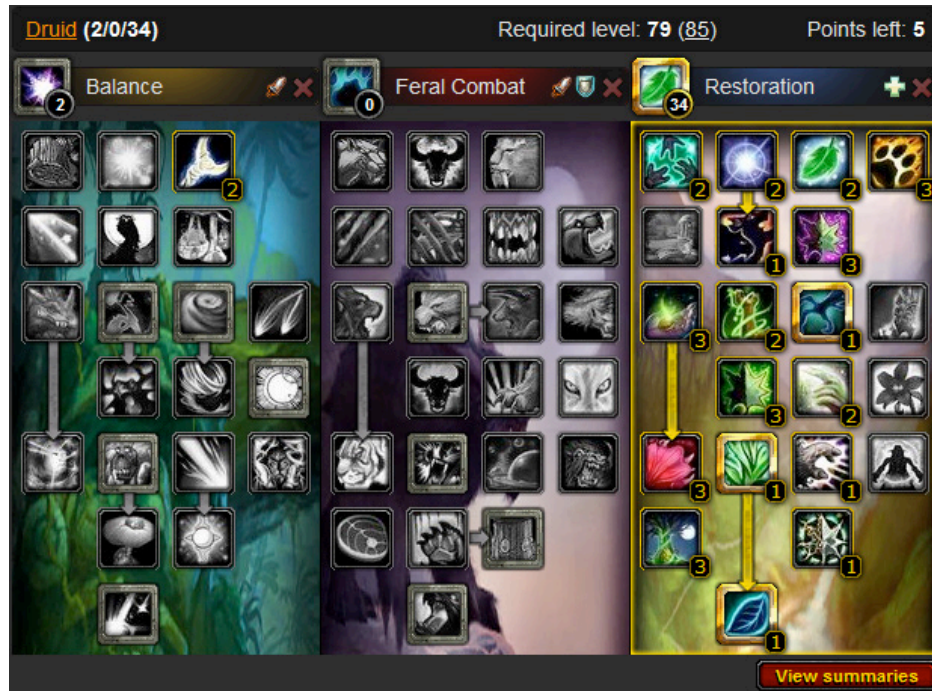 Druid (2/0/34) Required level: 79 (85) Points left: 5
Balance Feral Combat Restoration
2 0 34
2 2 2 2 3
1 3
3 2 1
3 2
3 1 1
3 1
1
View summaries